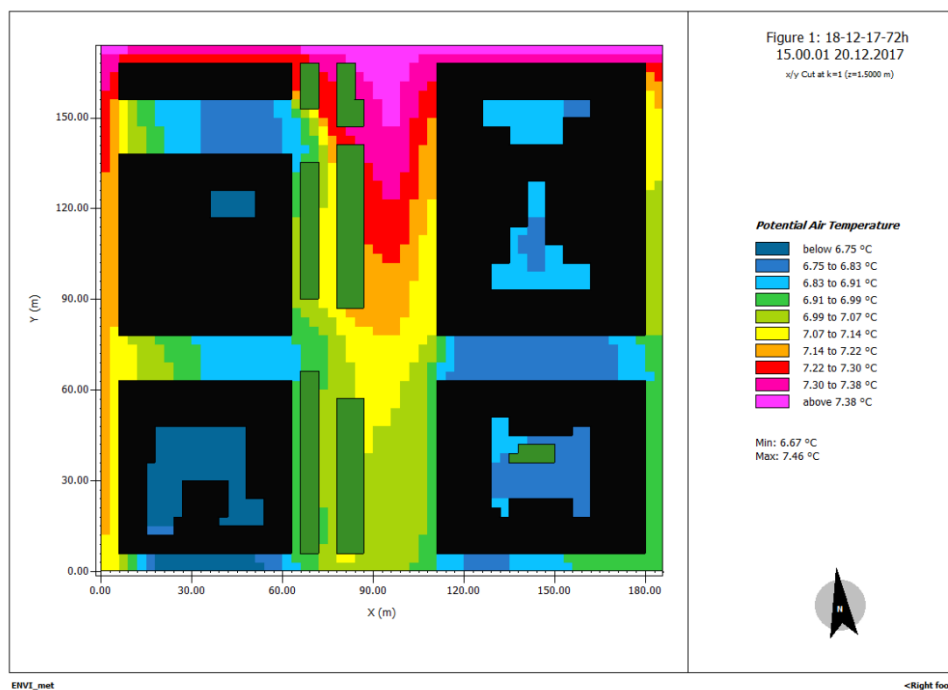 Figure 1: 18-12-17-72h
15.00.01 20.12.2017
x/y Cut at k=1 (z=1.5000 m)
150.00
120.00
90.00
60.00
30.00
0.00
Y (m)
0.00 30.00 60.00 90.00 120.00 150.00 180.00
X (m)
Potential Air Temperature
below 6.75 °C
6.75 to 6.83 °C
6.83 to 6.91 °C
6.91 to 6.99 °C
6.99 to 7.07 °C
7.07 to 7.14 °C
7.14 to 7.22 °C
7.22 to 7.30 °C
7.30 to 7.38 °C
above 7.38 °C
Min: 6.67 °C
Max: 7.46 °C
N
ENVI_met
<Right foo